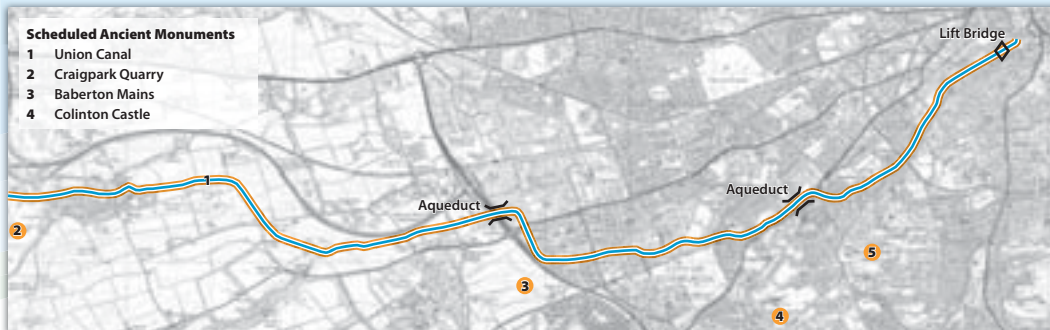 Scheduled Ancient Monuments
1 Union Canal
2 Craigpark Quarry
3 Baberton Mains
4 Colinton Castle
Lift Bridge
1
Aqueduct
Aqueduct
2
5
3
4